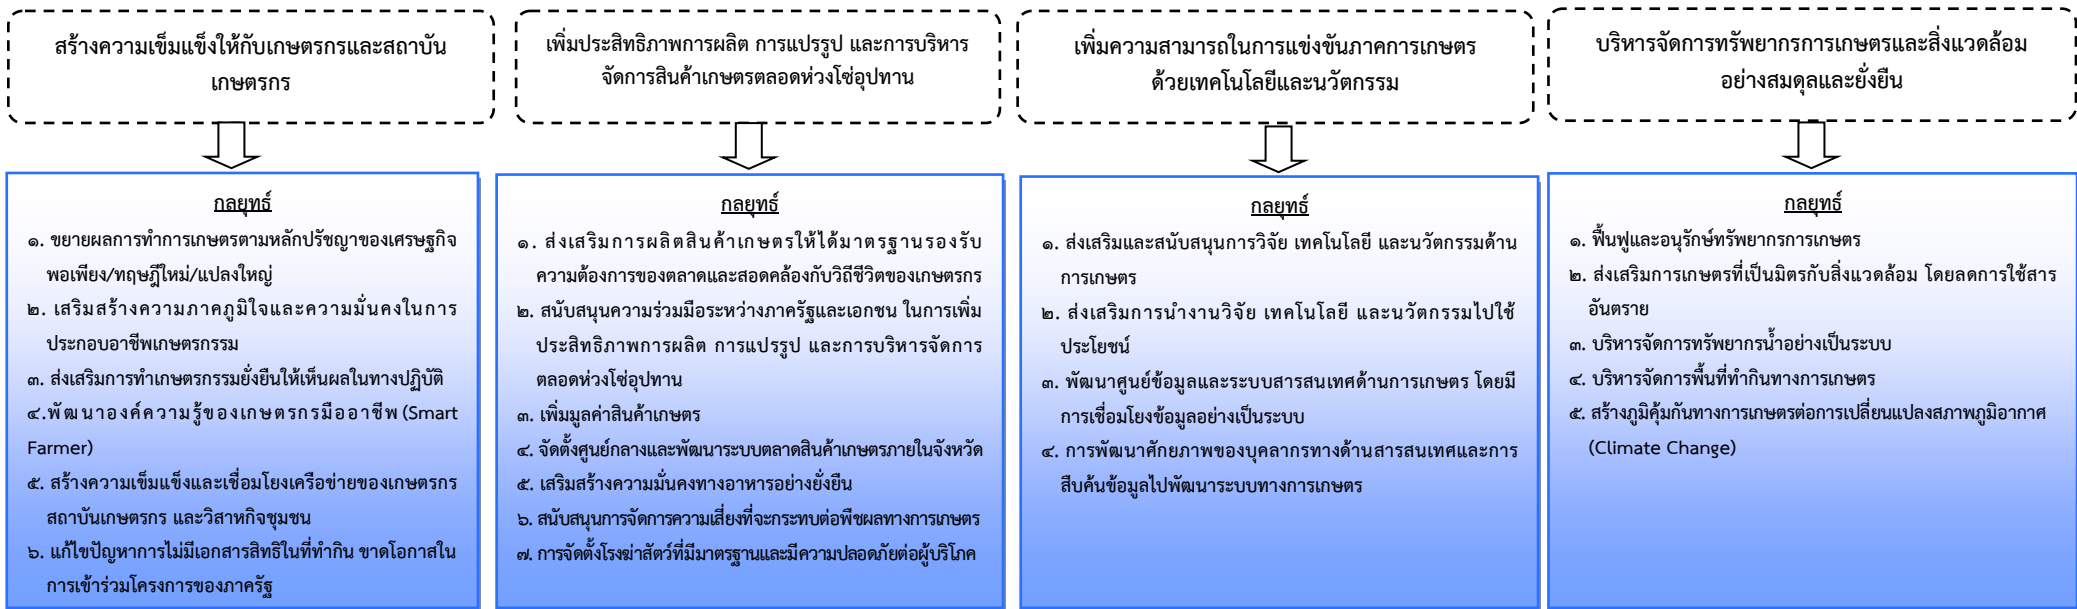 สร้างความเข้มแข็งให้กับเกษตรกรและสถาบัน
เกษตรกร
เพิ่มประสิทธิภาพการผลิต การแปรรูป และการบริหาร
จัดการสินค้าเกษตรตลอดห่วงโซ่อุปทาน
เพิ่มความสามารถในการแข่งขันภาคการเกษตร
ด้วยเทคโนโลยีและนวัตกรรม
บริหารจัดการทรัพยากรการเกษตรและสิ่งแวดล้อม
อย่างสมดุลและยั่งยืน
กลยุทธ์
๑. ขยายผลการทำการเกษตรตามหลักปรัชญาของเศรษฐกิจ
พอเพียง/ทฤษฎีใหม่/แปลงใหญ่
๒. เสริมสร้างความภาคภูมิใจและความมั่นคงในการ
ประกอบอาชีพเกษตรกรรม
๓. ส่งเสริมการทำเกษตรกรรมยั่งยืนให้เห็นผลในทางปฏิบัติ
๔.พัฒนาองค์ความรู้ของเกษตรกรมืออาชีพ (Smart
Farmer)
๕. สร้างความเข้มแข็งและเชื่อมโยงเครือข่ายของเกษตรกร
สถาบันเกษตรกร และวิสาหกิจชุมชน
๖. แก้ไขปัญหาการไม่มีเอกสารสิทธิในที่ทำกิน ขาดโอกาสใน
การเข้าร่วมโครงการของภาครัฐ
กลยุทธ์
๑. ส่งเสริมการผลิตสินค้าเกษตรให้ได้มาตรฐานรองรับ
ความต้องการของตลาดและสอดคล้องกับวิถีชีวิตของเกษตรกร
๒. สนับสนุนความร่วมมือระหว่างภาครัฐและเอกชน ในการเพิ่ม
ประสิทธิภาพการผลิต การแปรรูป และการบริหารจัดการ
ตลอดห่วงโซ่อุปทาน
๓. เพิ่มมูลค่าสินค้าเกษตร
๔. จัดตั้งศูนย์กลางและพัฒนาระบบตลาดสินค้าเกษตรภายในจังหวัด
๕. เสริมสร้างความมั่นคงทางอาหารอย่างยั่งยืน
๖. สนับสนุนการจัดการความเสี่ยงที่จะกระทบต่อพืชผลทางการเกษตร
๗. การจัดตั้งโรงฆ่าสัตว์ที่มีมาตรฐานและมีความปลอดภัยต่อผู้บริโภค
กลยุทธ์
๑. ส่งเสริมและสนับสนุนการวิจัย เทคโนโลยี และนวัตกรรมด้าน
การเกษตร
๒. ส่งเสริมการนำงานวิจัย เทคโนโลยี และนวัตกรรมไปใช้
ประโยชน์
๓. พัฒนาศูนย์ข้อมูลและระบบสารสนเทศด้านการเกษตร โดยมี
การเชื่อมโยงข้อมูลอย่างเป็นระบบ
๔. การพัฒนาศักยภาพของบุคลากรทางด้านสารสนเทศและการ
สืบค้นข้อมูลไปพัฒนาระบบทางการเกษตร
กลยุทธ์
๑. ฟื้นฟูและอนุรักษ์ทรัพยากรการเกษตร
๒. ส่งเสริมการเกษตรที่เป็นมิตรกับสิ่งแวดล้อม โดยลดการใช้สาร
อันตราย
๓. บริหารจัดการทรัพยากรน้ำอย่างเป็นระบบ
๔. บริหารจัดการพื้นที่ทำกินทางการเกษตร
๕. สร้างภูมิคุ้มกันทางการเกษตรต่อการเปลี่ยนแปลงสภาพภูมิอากาศ
(Climate Change)